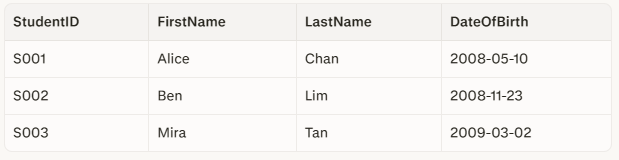 StudentID FirstName LastName DateOfBirth
S001 Alice Chan 2008-05-10
S002 Ben Lim 2008-11-23
S003 Mira Tan 2009-03-02